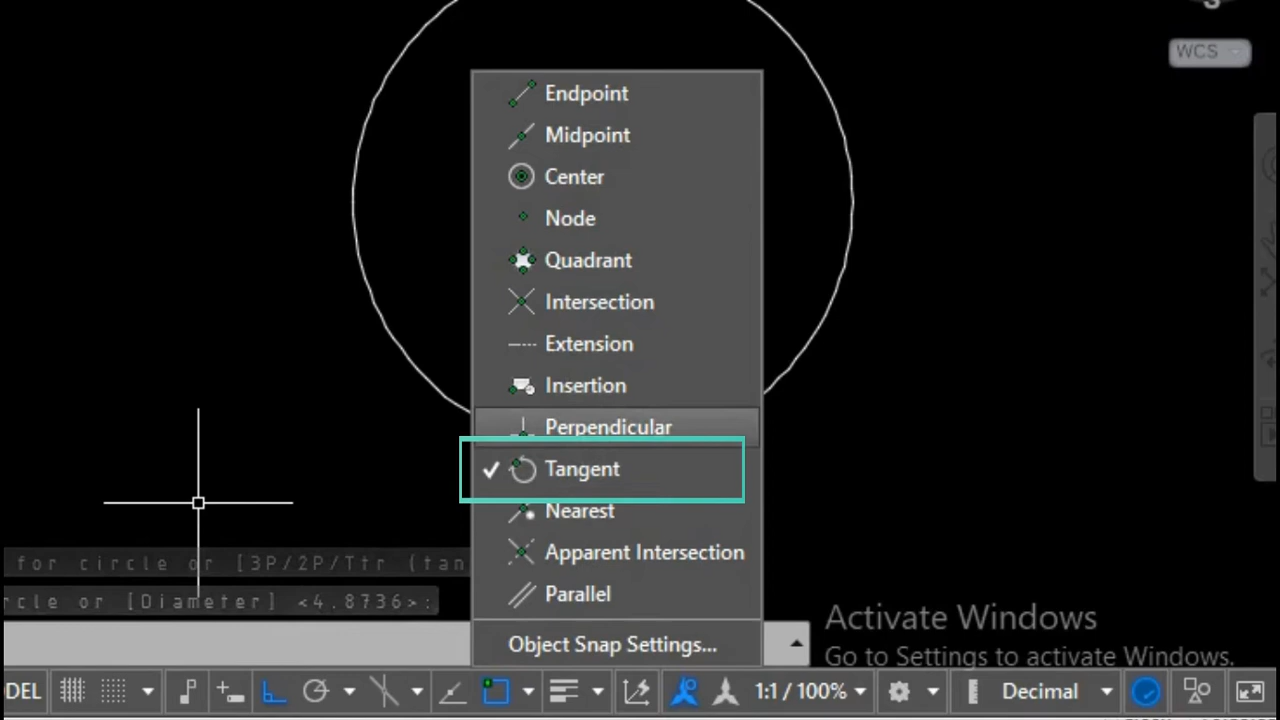 WCS
Endpoint
Midpoint
Center
Node
Quadrant
Intersection
Extension
Insertion
Perpendicular
Tangent
Nearest
Apparent Intersection
Parallel
Object Snap Settings...
for circle or [3P/2P/Ttr (tan
rcle or [Diameter] <4.8736>:
Activate Windows
Go to Settings to activate Windows.
DEL 1:1 / 100% Decimal